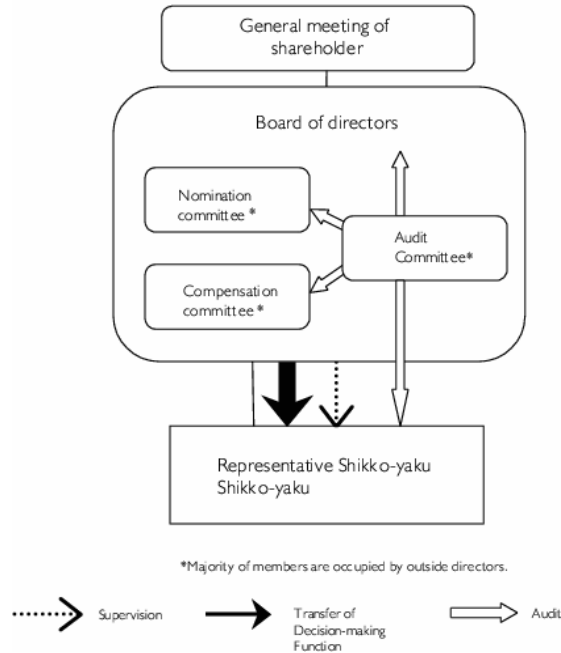 General meeting of
shareholder
Board of directors
Nomination
committee *
Audit
Committee*
Compensation
committee *
Representative Shikko-yaku
Shikko-yaku
*Majority of members are occupied by outside directors.
Supervision
Transfer of
Decision-making
Function
Audit